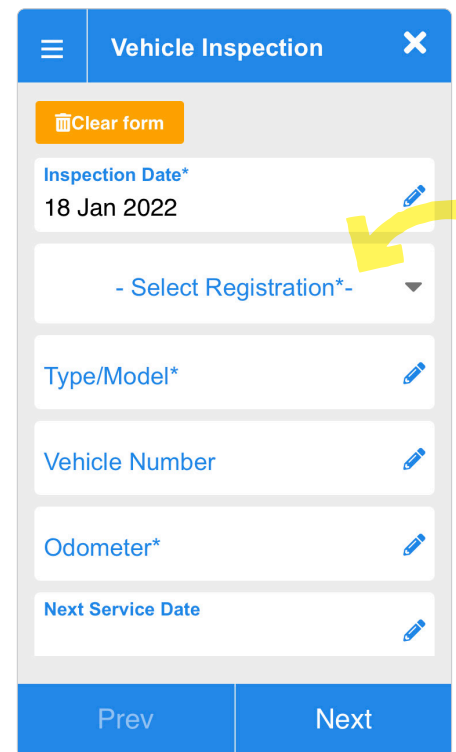 Vehicle Inspection
Clear form
Inspection Date*
18 Jan 2022
- Select Registration*-
Type/Model*
Vehicle Number
Odometer*
Next Service Date
Prev
Next